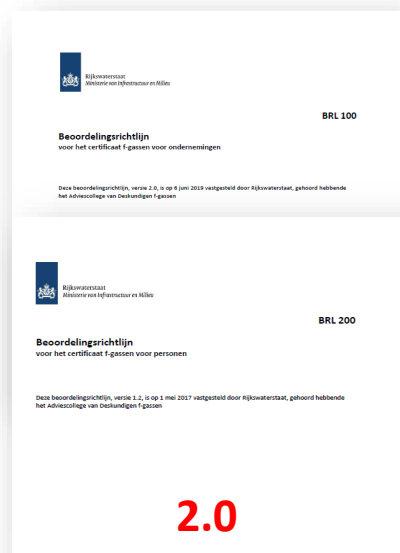 Rijkswaterstaat
Ministerie van Infrastructuur en Milieu
BRL 100
Beoordelingsrichtlijn
voor het certificaat f-gassen voor ondernemingen
Deze beoordelingsrichtlijn, versie 2.0, is op 6 juni 2019 vastgesteld door Rijkswaterstaat, gehoord hebbende
het Adviescollege van Deskundigen f-gassen
Rijkswaterstaat
Ministerie van Infrastructuur en Milieu
BRL 200
Beoordelingsrichtlijn
voor het certificaat f-gassen voor personen
Deze beoordelingsrichtlijn, versie 1.2, is op 1 mei 2017 vastgesteld door Rijkswaterstaat, gehoord hebbende
het Adviescollege van Deskundigen f-gassen
2.0